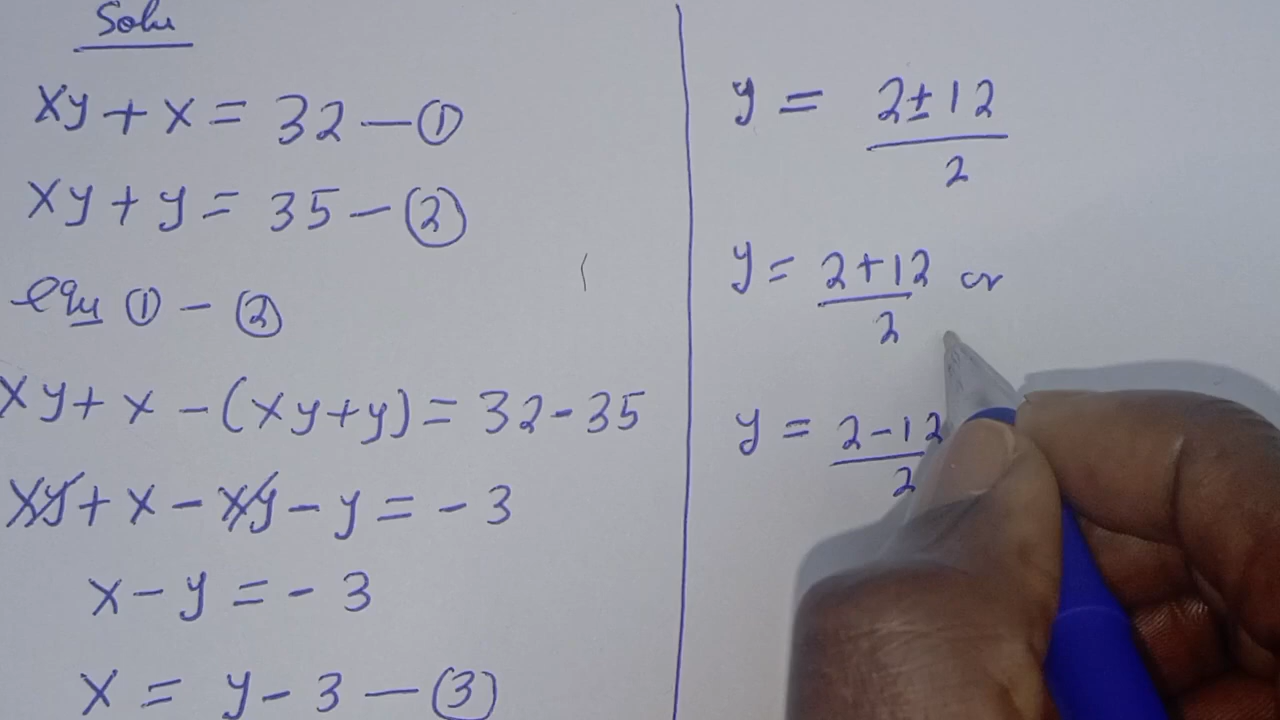 Solu
xy + x = 32 — ①
xy + y = 35 — ②
equ ① - ②
xy + x - (xy + y) = 32 - 35
xy + x - xy - y = - 3
x - y = - 3
x = y - 3 — ③
y = 2 ± 12 / 2
y = 2 + 12 / 2 or
y = 2 - 12 / 2